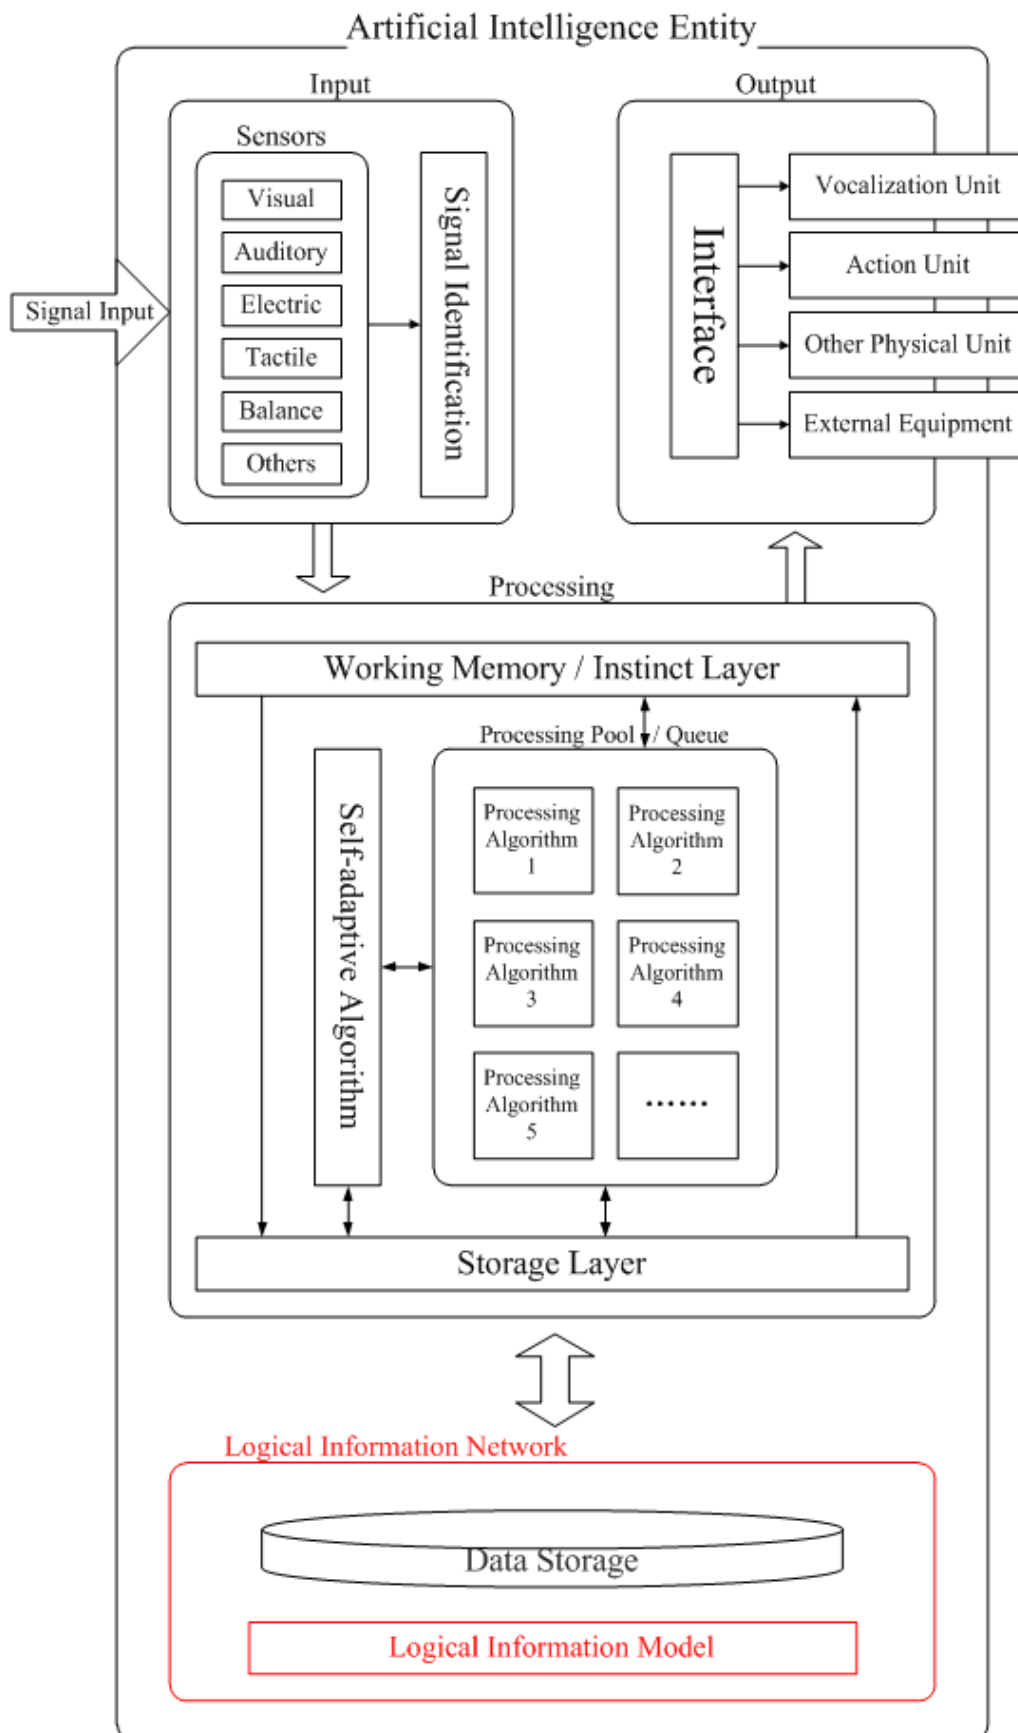 Artificial Intelligence Entity
Input
Output
Sensors
Visual
Auditory
Electric
Tactile
Balance
Others
Signal Identification
Signal Input
Interface
Vocalization Unit
Action Unit
Other Physical Unit
External Equipment
Processing
Working Memory / Instinct Layer
Processing Pool / Queue
Self-adaptive Algorithm
Processing
Algorithm
1
Processing
Algorithm
2
Processing
Algorithm
3
Processing
Algorithm
4
Processing
Algorithm
5
······
Storage Layer
Logical Information Network
Data Storage
Logical Information Model